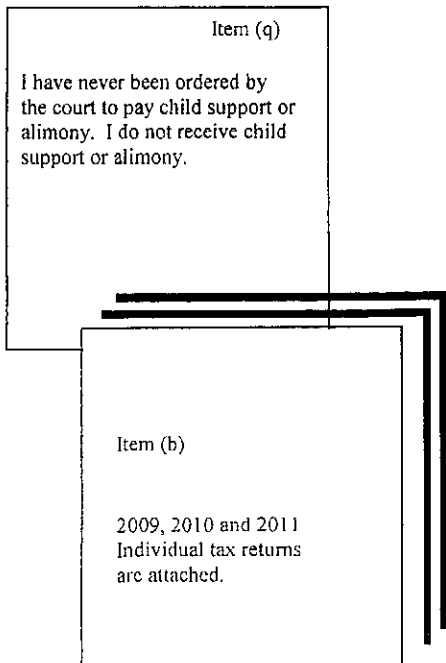 Item (q)
I have never been ordered by
the court to pay child support or
alimony. I do not receive child
support or alimony.
Item (b)
2009, 2010 and 2011
Individual tax returns
are attached.